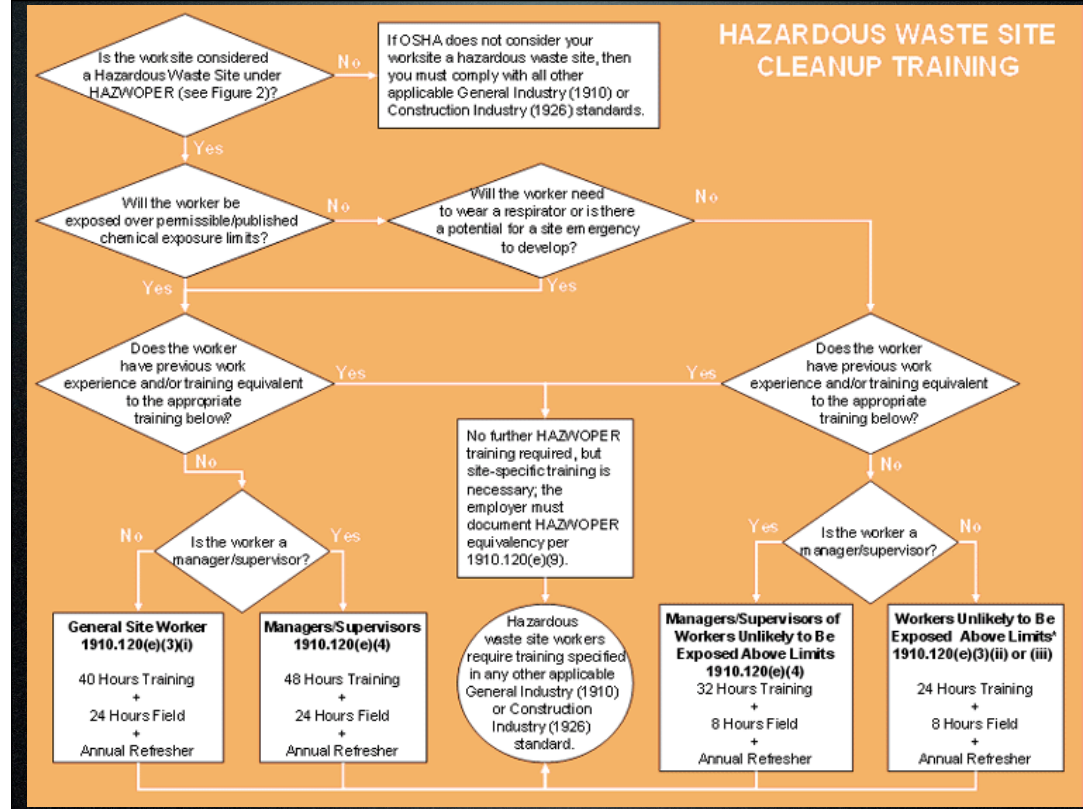 HAZARDOUS WASTE SITE
CLEANUP TRAINING
Is the work site considered
a Hazardous Waste Site under
HAZWOPER (see Figure 2)?
No
If OSHA does not consider your
worksite a hazardous waste site, then
you must comply with all other
applicable General Industry (1910) or
Construction Industry (1926) standards.
Yes
Will the worker be
exposed over permissible/published
chemical exposure limits?
No
Will the worker need
to wear a respirator or is there
a potential for a site emergency
to develop?
No
Yes
Yes
Does the worker
have previous work
experience and/or training equivalent
to the appropriate
training below?
Yes
Yes
Does the worker
have previous work
experience and/or training equivalent
to the appropriate
training below?
No
No further HAZWOPER
training required, but
site-specific training is
necessary; the
employer must
document HAZWOPER
equivalency per
1910.120(e)(9).
No
No
Is the worker a
manager/supervisor?
Yes
Yes
Is the worker a
manager/supervisor?
No
General Site Worker
1910.120(e)(3)(i)
40 Hours Training
+
24 Hours Field
+
Annual Refresher
Managers/Supervisors
1910.120(e)(4)
48 Hours Training
+
24 Hours Field
+
Annual Refresher
Hazardous
waste site workers
require training specified
in any other applicable
General Industry (1910)
or Construction
Industry (1926)
standard.
Managers/Supervisors of
Workers Unlikely to Be
Exposed Above Limits
1910.120(e)(4)
32 Hours Training
+
8 Hours Field
+
Annual Refresher
Workers Unlikely to Be
Exposed Above Limits^
1910.120(e)(3)(ii) or (iii)
24 Hours Training
+
8 Hours Field
+
Annual Refresher